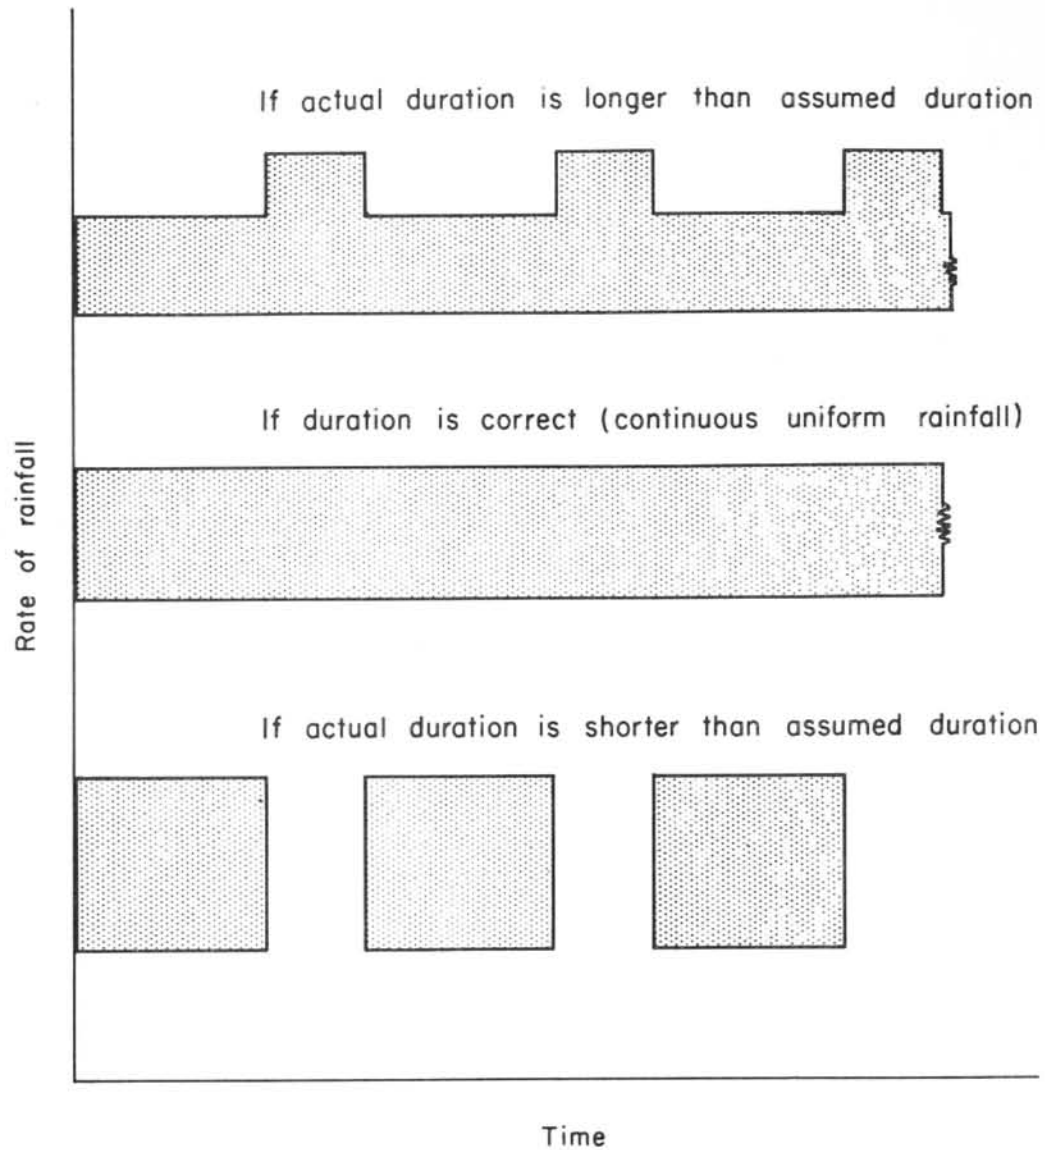 If actual duration is longer than assumed duration
If duration is correct (continuous uniform rainfall)
Rate of rainfall
If actual duration is shorter than assumed duration
Time